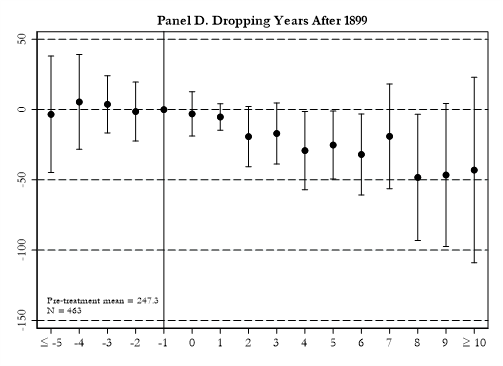 Panel D. Dropping Years After 1899
50
0
-50
-100
-150
Pre-treatment mean = 247.3
N = 463
≤ -5 -4 -3 -2 -1 0 1 2 3 4 5 6 7 8 9 ≥ 10